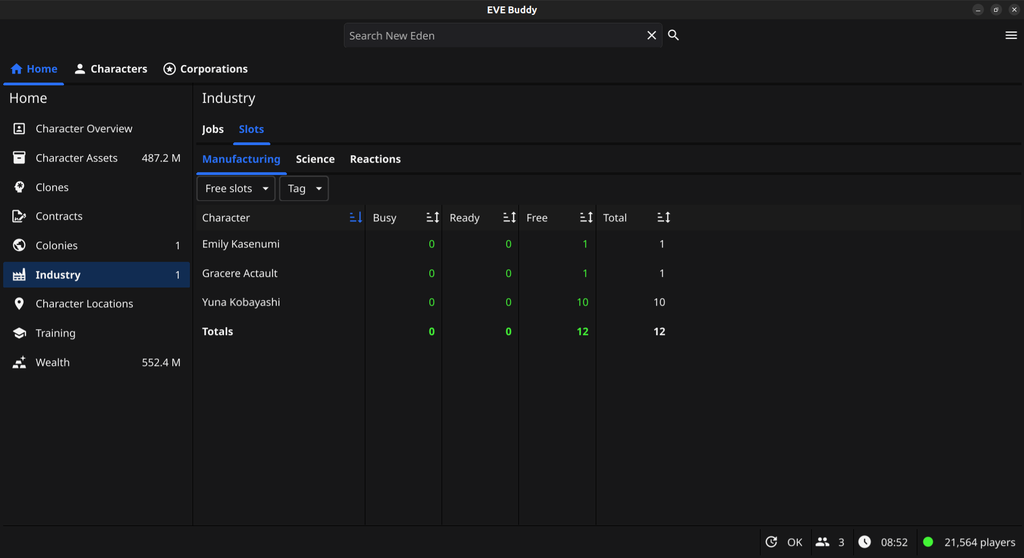 EVE Buddy
Search New Eden
Home Characters Corporations
Home
Character Overview
Character Assets 487.2 M
Clones
Contracts
Colonies 1
Industry 1
Character Locations
Training
Wealth 552.4 M
Industry
Jobs Slots
Manufacturing Science Reactions
Free slots Tag
Character Busy Ready Free Total
Emily Kasenumi 0 0 1 1
Gracere Actault 0 0 1 1
Yuna Kobayashi 0 0 10 10
Totals 0 0 12 12
OK 3 08:52 21,564 players